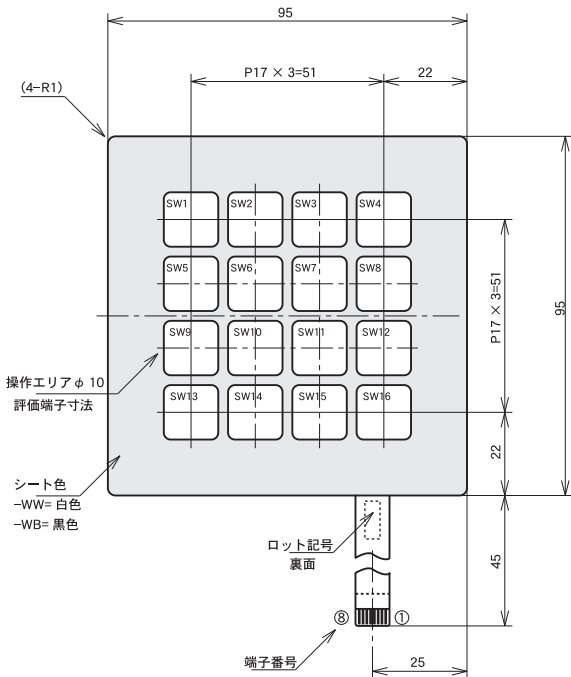 95
P17 × 3=51
22
(4-R1)
SW1
SW2
SW3
SW4
SW5
SW6
SW7
SW8
P17 × 3=51
95
SW9
SW10
SW11
SW12
操作エリアφ 10
評価端子寸法
SW13
SW14
SW15
SW16
22
シート色
-WW= 白色
-WB= 黒色
ロット記号
裏面
45
⑧
①
端子番号
25